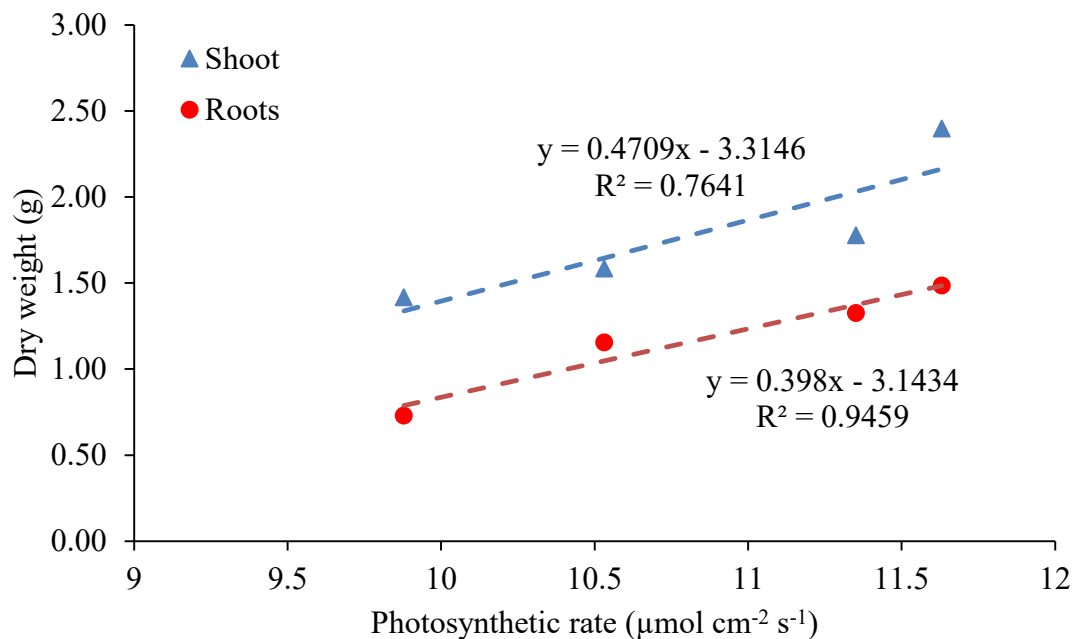 3.00
2.50
2.00
1.50
1.00
0.50
0.00
Dry weight (g)
Shoot
Roots
y = 0.4709x - 3.3146
R² = 0.7641
y = 0.398x - 3.1434
R² = 0.9459
9 9.5 10 10.5 11 11.5 12
Photosynthetic rate (µmol cm⁻² s⁻¹)